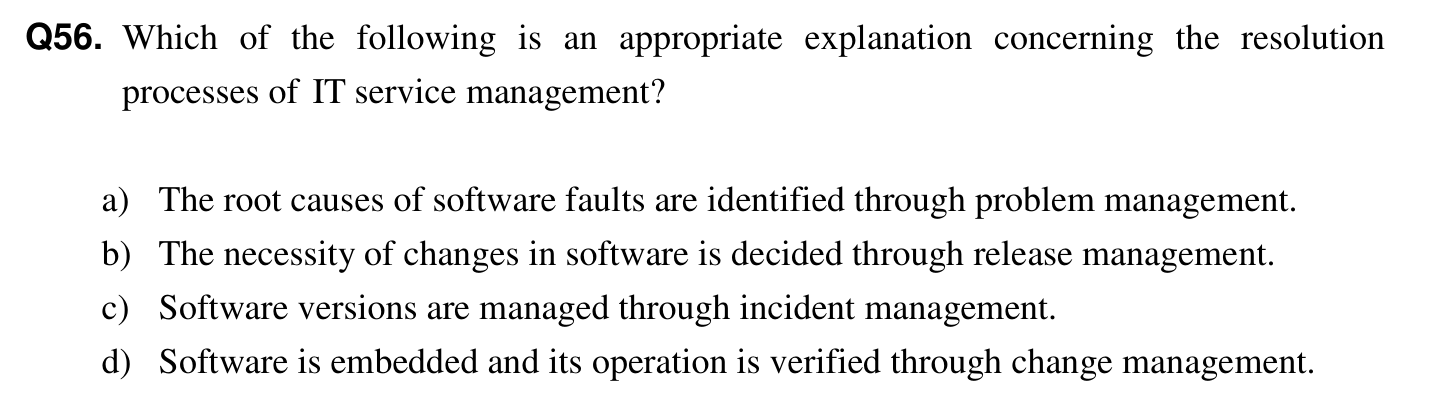 Q56. Which of the following is an appropriate explanation concerning the resolution
processes of IT service management?
a) The root causes of software faults are identified through problem management.
b) The necessity of changes in software is decided through release management.
c) Software versions are managed through incident management.
d) Software is embedded and its operation is verified through change management.